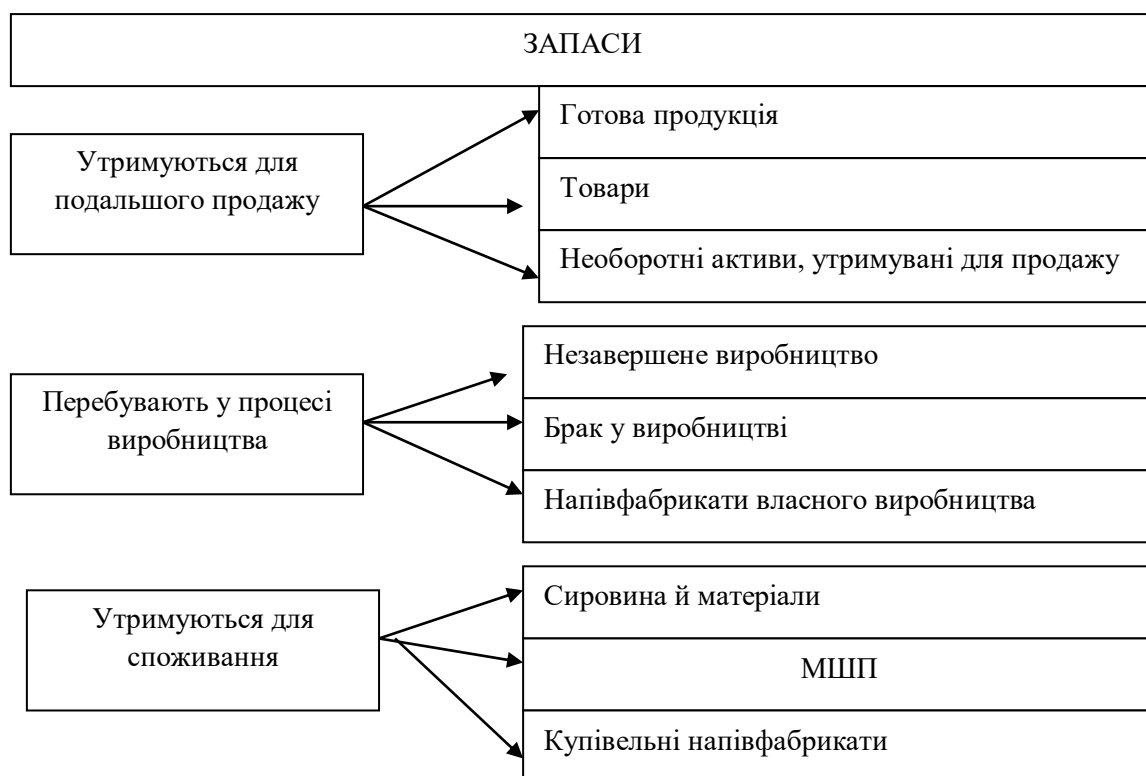 ЗАПАСИ
Утримуються для
подальшого продажу
Готова продукція
Товари
Необоротні активи, утримувані для продажу
Перебувають у процесі
виробництва
Незавершене виробництво
Брак у виробництві
Напівфабрикати власного виробництва
Утримуються для
споживання
Сировина й матеріали
МШП
Купівельні напівфабрикати